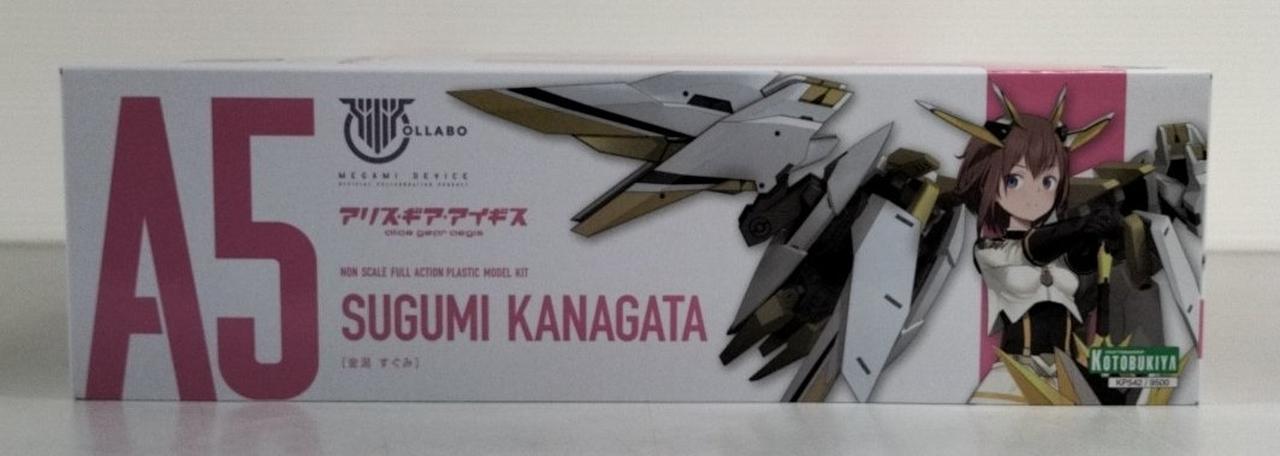 A5
COLLABO
MEGAMI DEVICE
OFFICIAL COLLABORATION PRODUCT
アリス・ギア・アイギス
alice gear aegis
NON SCALE FULL ACTION PLASTIC MODEL KIT
SUGUMI KANAGATA
[金潟 すぐみ]
KOTOBUKIYA
KP542 / 9500